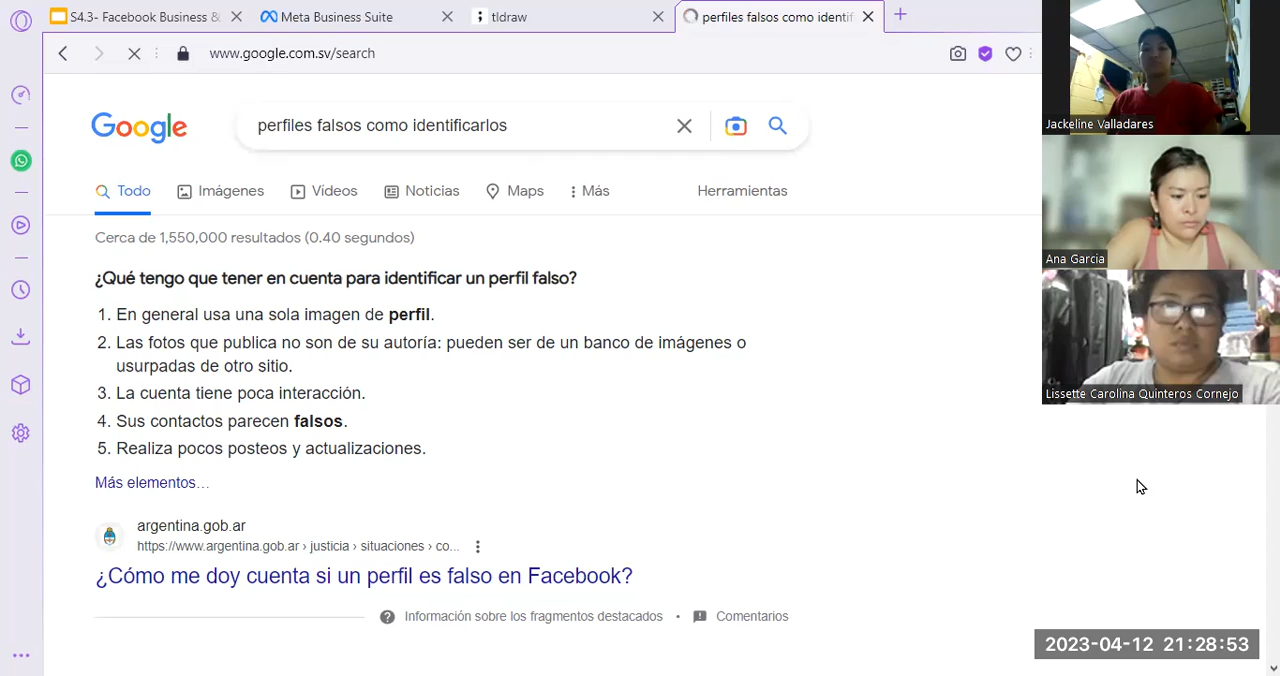 S4.3- Facebook Business &
Meta Business Suite
tldraw
perfiles falsos como identif
www.google.com.sv/search
Google
perfiles falsos como identificarlos
Todo
Imágenes
Videos
Noticias
Maps
Más
Herramientas
Cerca de 1,550,000 resultados (0.40 segundos)
¿Qué tengo que tener en cuenta para identificar un perfil falso?
1. En general usa una sola imagen de perfil.
2. Las fotos que publica no son de su autoría: pueden ser de un banco de imágenes o
usurpadas de otro sitio.
3. La cuenta tiene poca interacción.
4. Sus contactos parecen falsos.
5. Realiza pocos posteos y actualizaciones.
Más elementos…
argentina.gob.ar
https://www.argentina.gob.ar › justicia › situaciones › co...
¿Cómo me doy cuenta si un perfil es falso en Facebook?
Información sobre los fragmentos destacados • Comentarios
Jackeline Valladares
Ana Garcia
Lissette Carolina Quinteros Cornejo
2023-04-12 21:28:53